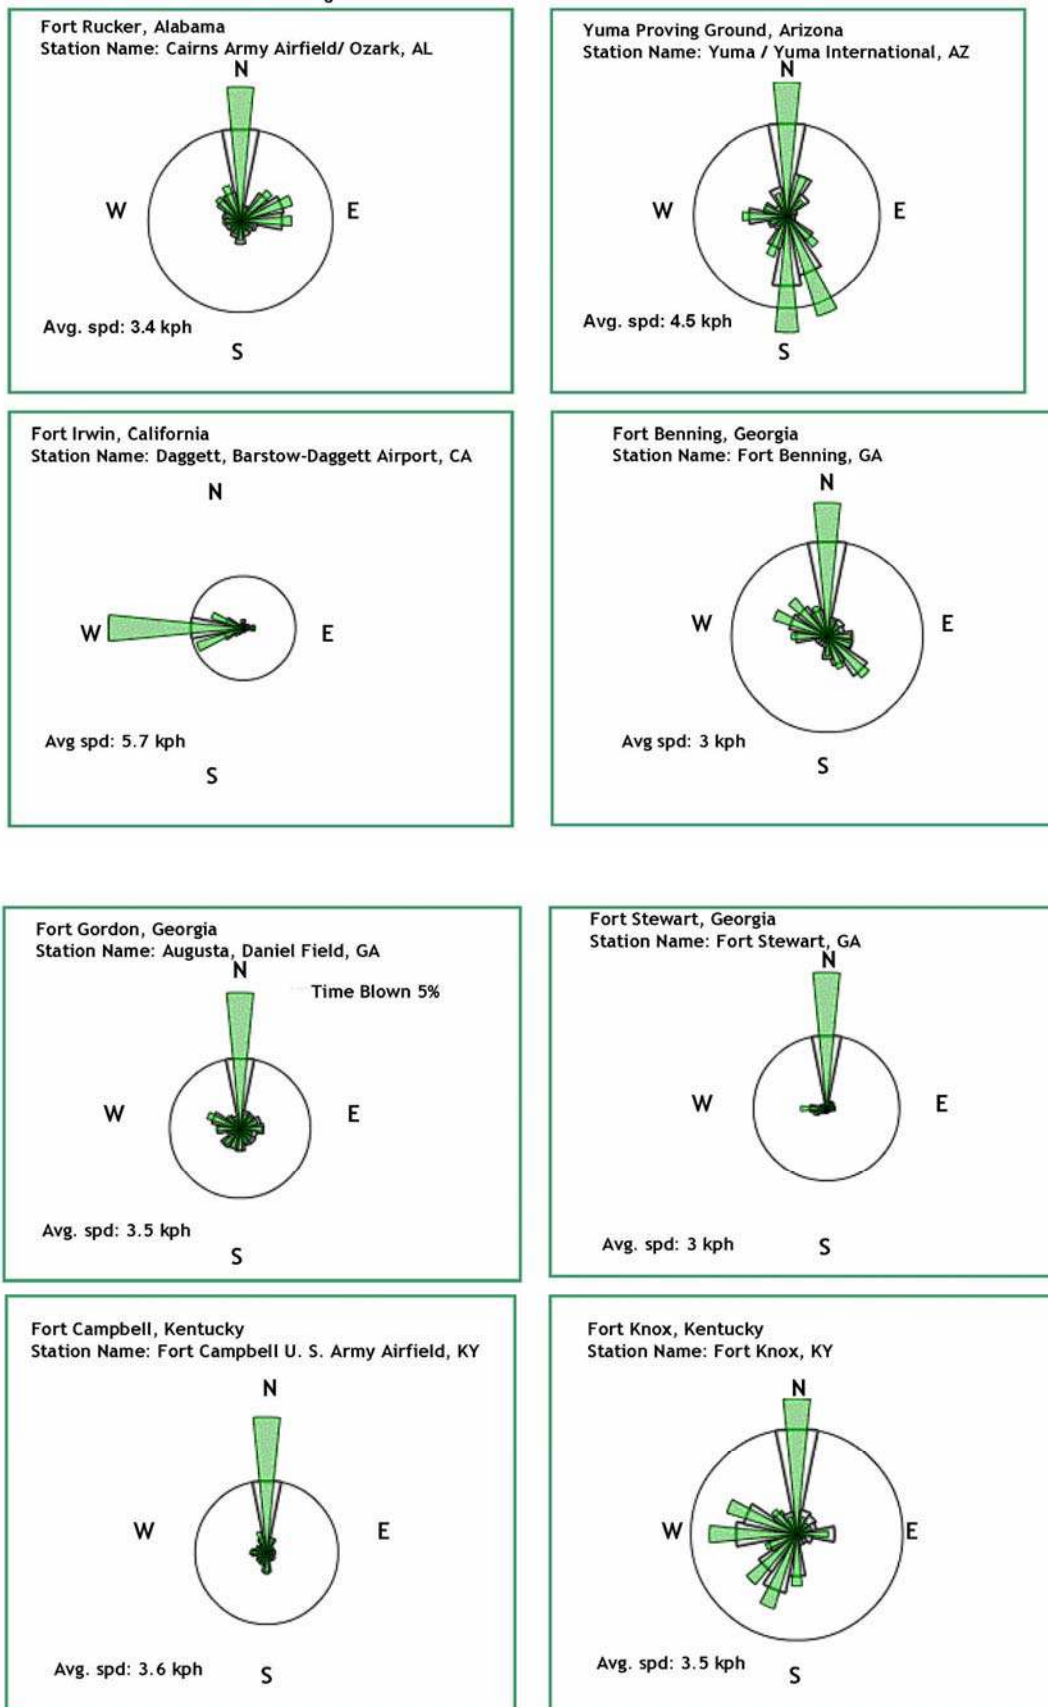 Fort Rucker, Alabama
Station Name: Cairns Army Airfield/ Ozark, AL
N
W
E
Avg. spd: 3.4 kph
S
Yuma Proving Ground, Arizona
Station Name: Yuma / Yuma International, AZ
N
W
E
Avg. spd: 4.5 kph
S
Fort Irwin, California
Station Name: Daggett, Barstow-Daggett Airport, CA
N
W
E
Avg spd: 5.7 kph
S
Fort Benning, Georgia
Station Name: Fort Benning, GA
N
W
E
Avg spd: 3 kph
S
Fort Gordon, Georgia
Station Name: Augusta, Daniel Field, GA
N
Time Blown 5%
W
E
Avg. spd: 3.5 kph
S
Fort Stewart, Georgia
Station Name: Fort Stewart, GA
N
W
E
Avg. spd: 3 kph
S
Fort Campbell, Kentucky
Station Name: Fort Campbell U. S. Army Airfield, KY
N
W
E
Avg. spd: 3.6 kph
S
Fort Knox, Kentucky
Station Name: Fort Knox, KY
N
W
E
Avg. spd: 3.5 kph
S